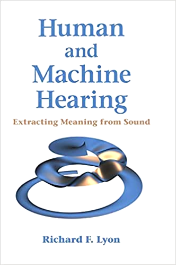 Human
and
Machine
Hearing
Extracting Meaning from Sound
Richard F. Lyon